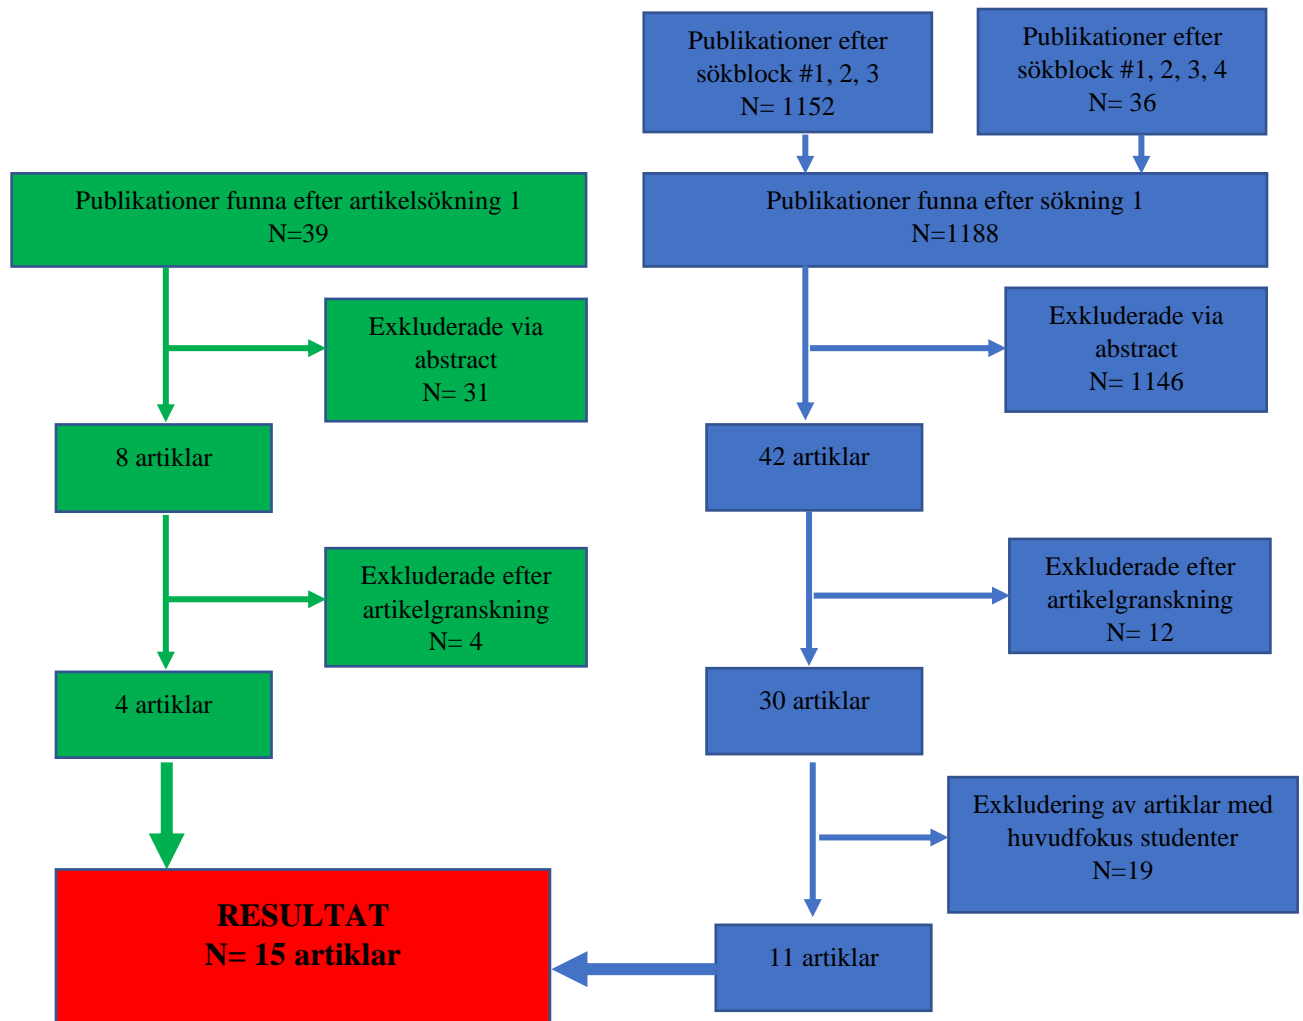 Publikationer efter
sökblock #1, 2, 3
N= 1152
Publikationer efter
sökblock #1, 2, 3, 4
N= 36
Publikationer funna efter artikelsökning 1
N=39
Publikationer funna efter sökning 1
N=1188
Exkluderade via
abstract
N= 31
Exkluderade via
abstract
N= 1146
8 artiklar
42 artiklar
Exkluderade efter
artikelgranskning
N= 4
Exkluderade efter
artikelgranskning
N= 12
4 artiklar
30 artiklar
Exkludering av artiklar med
huvudfokus studenter
N=19
RESULTAT
N= 15 artiklar
11 artiklar